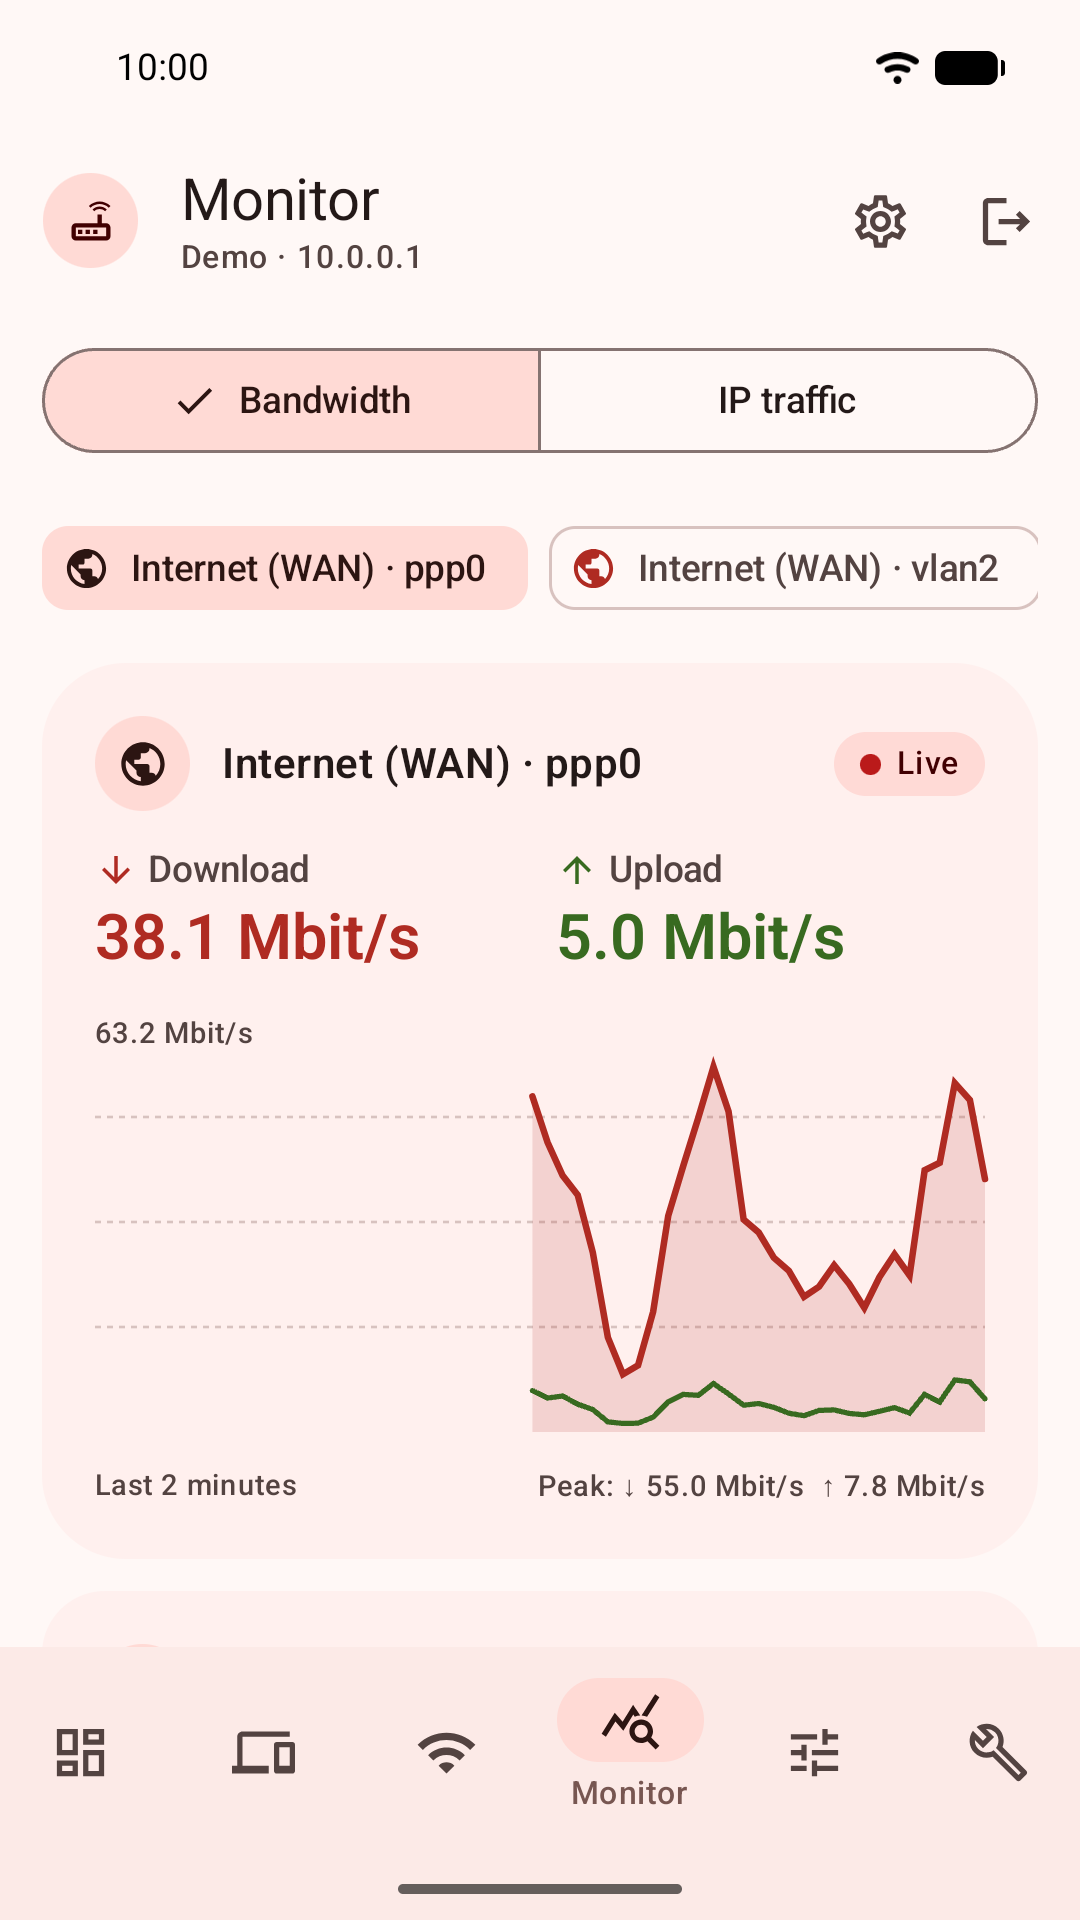 10:00
Monitor
Demo · 10.0.0.1
Bandwidth
IP traffic
Internet (WAN) · ppp0
Internet (WAN) · vlan2
Internet (WAN) · ppp0
Live
↓ Download
↑ Upload
38.1 Mbit/s
5.0 Mbit/s
63.2 Mbit/s
Last 2 minutes
Peak: ↓ 55.0 Mbit/s ↑ 7.8 Mbit/s
Monitor